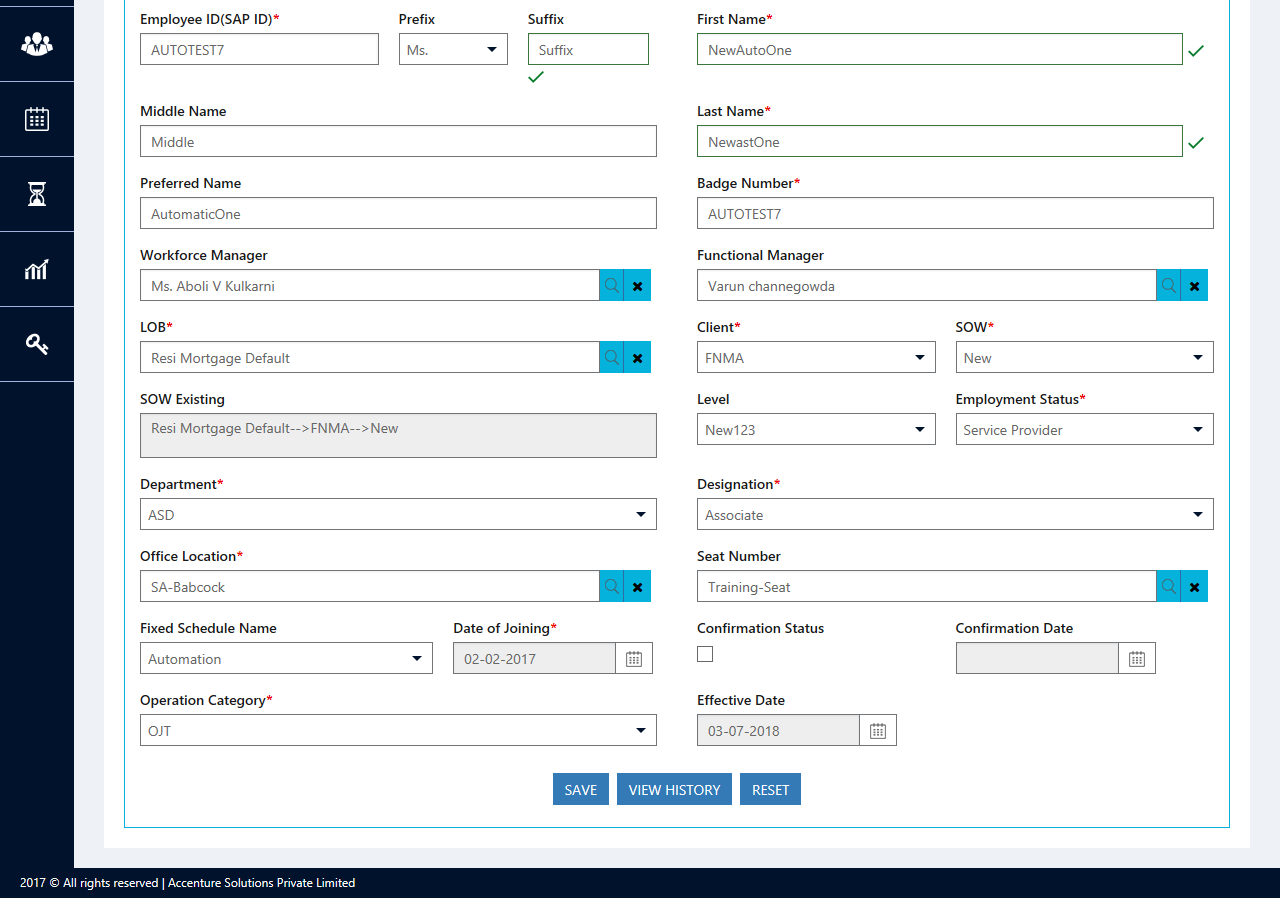 Employee ID(SAP ID)* Prefix Suffix First Name*
AUTOTEST7 Ms. Suffix NewAutoOne
Middle Name Last Name*
Middle NewastOne
Preferred Name Badge Number*
AutomaticOne AUTOTEST7
Workforce Manager Functional Manager
Ms. Aboli V Kulkarni Varun channegowda
LOB* Client* SOW*
Resi Mortgage Default FNMA New
SOW Existing Level Employment Status*
Resi Mortgage Default-->FNMA-->New New123 Service Provider
Department* Designation*
ASD Associate
Office Location* Seat Number
SA-Babcock Training-Seat
Fixed Schedule Name Date of Joining* Confirmation Status Confirmation Date
Automation 02-02-2017
Operation Category* Effective Date
OJT 03-07-2018
SAVE VIEW HISTORY RESET
2017 © All rights reserved | Accenture Solutions Private Limited